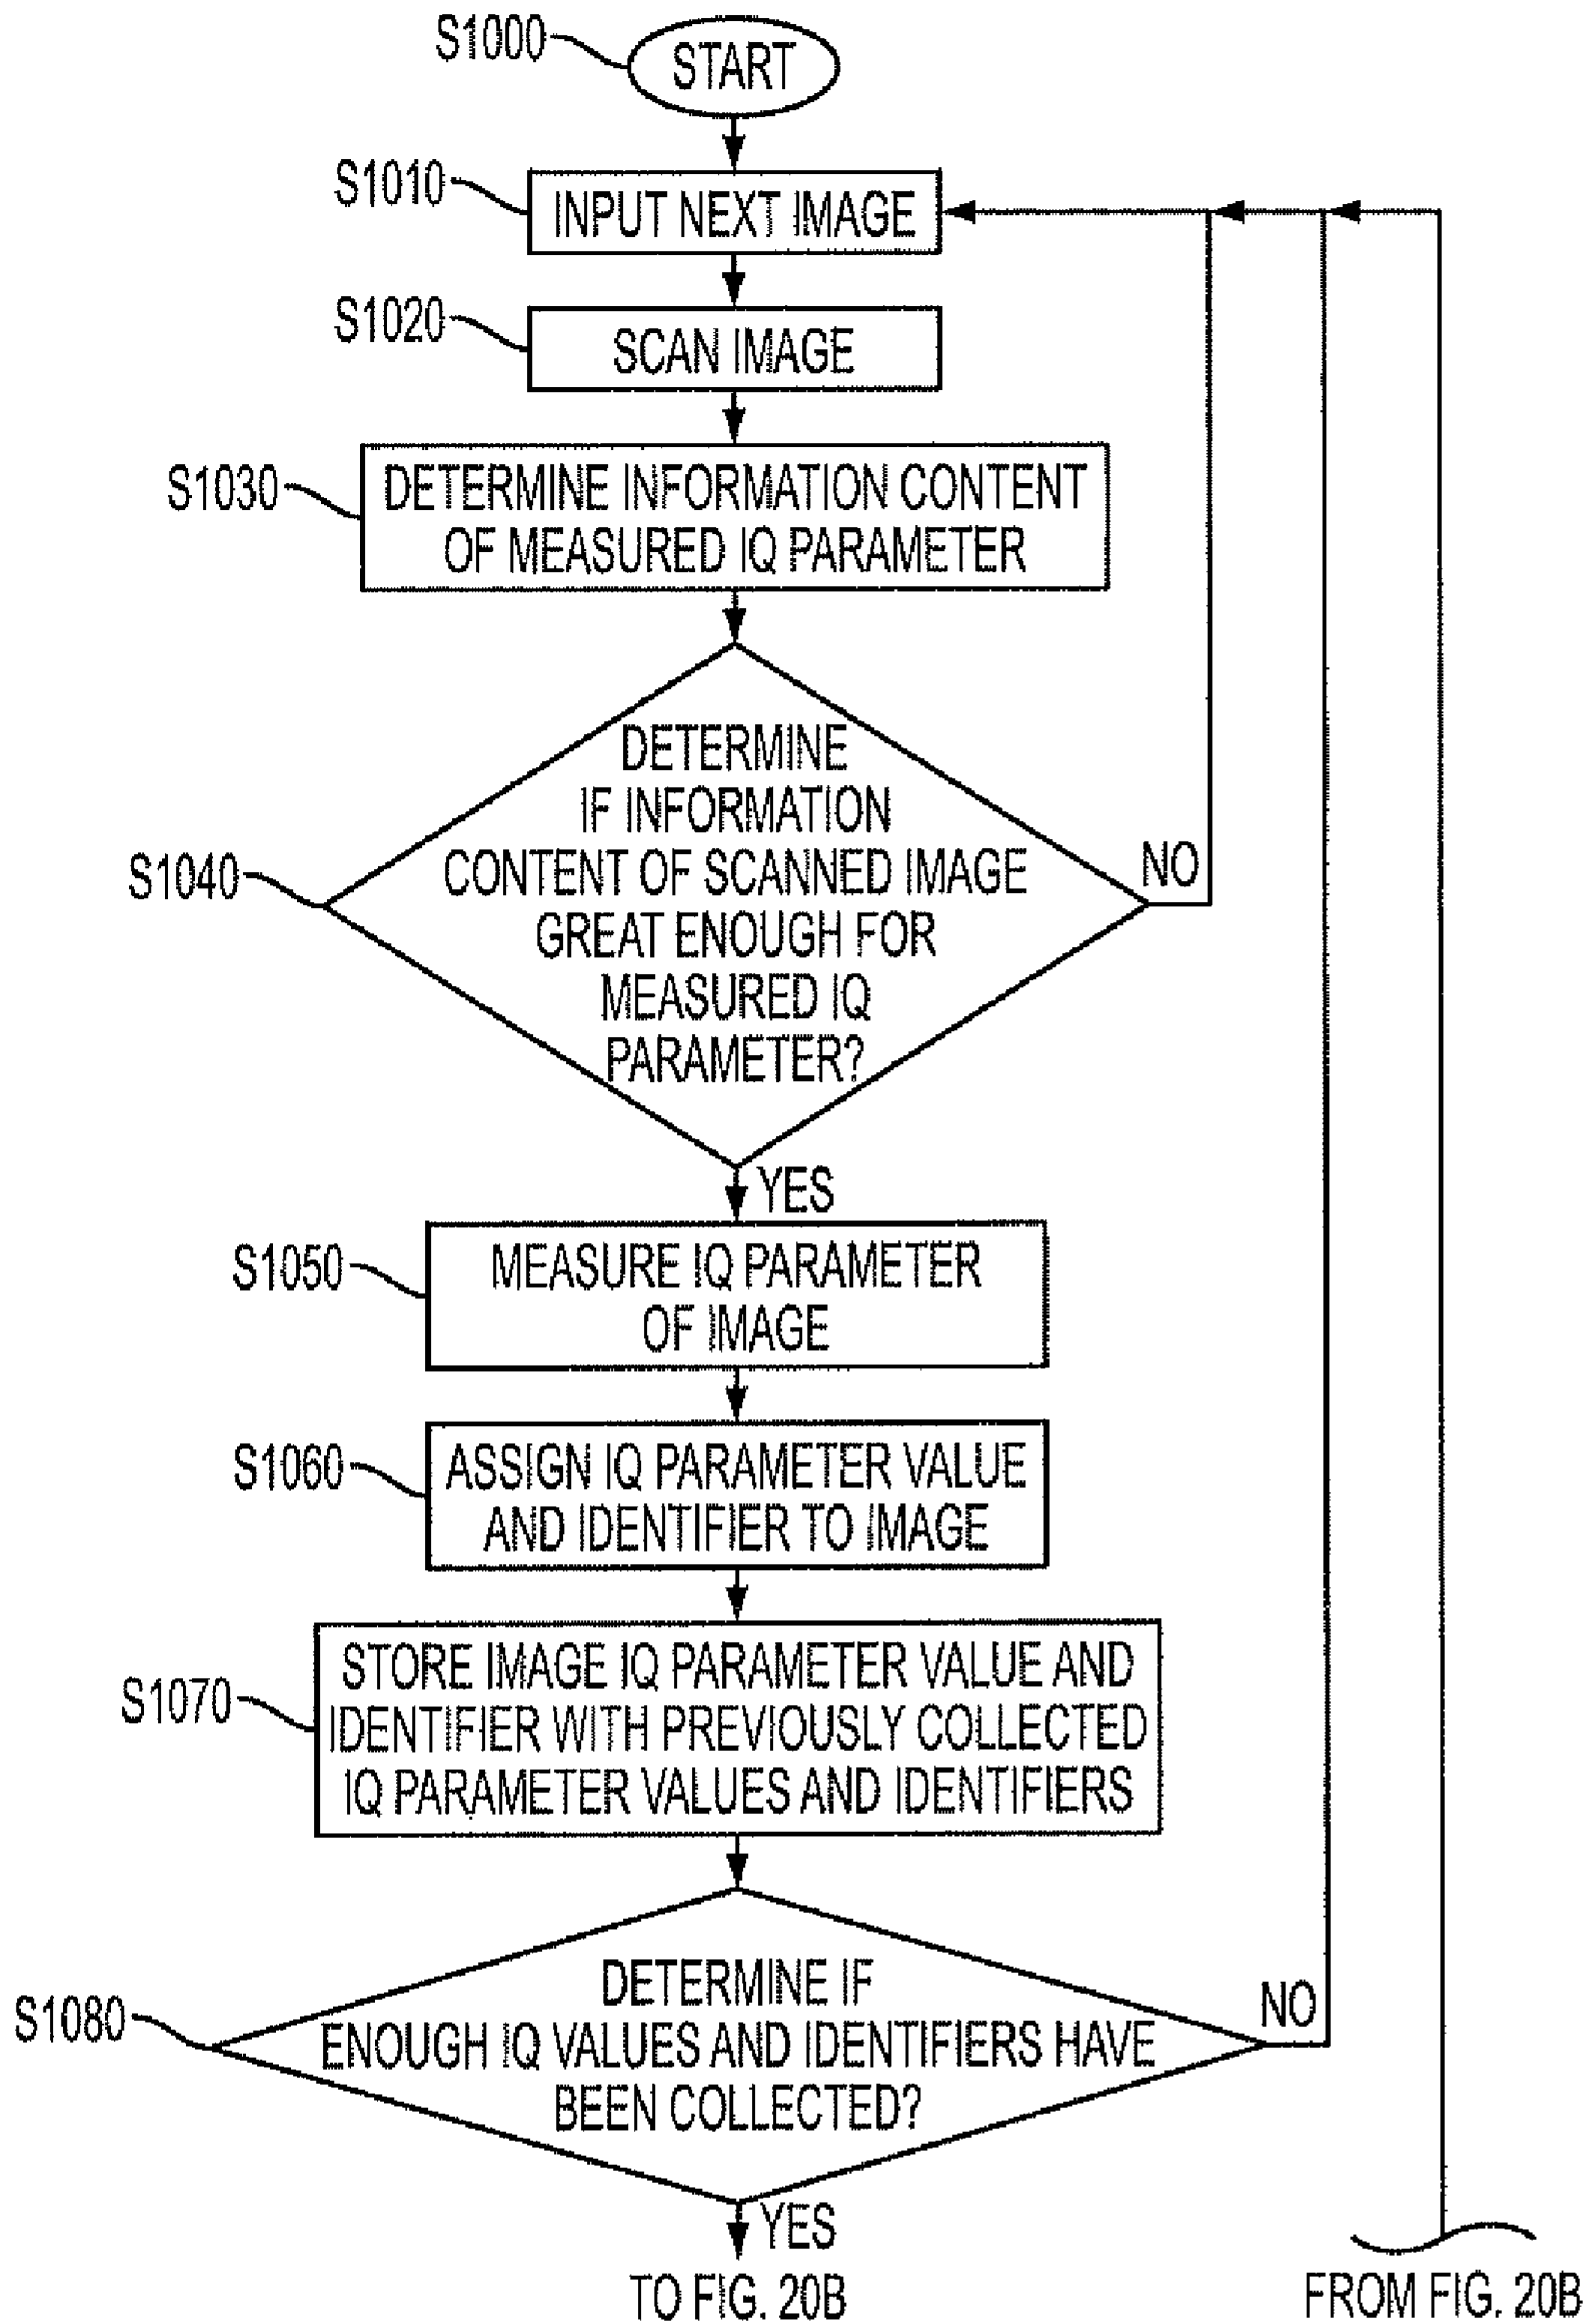 S1000
START
S1010
INPUT NEXT IMAGE
S1020
SCAN IMAGE
S1030
DETERMINE INFORMATION CONTENT
OF MEASURED IQ PARAMETER
DETERMINE
IF INFORMATION
S1040
CONTENT OF SCANNED IMAGE
NO
GREAT ENOUGH FOR
MEASURED IQ
PARAMETER?
YES
S1050
MEASURE IQ PARAMETER
OF IMAGE
S1060
ASSIGN IQ PARAMETER VALUE
AND IDENTIFIER TO IMAGE
S1070
STORE IMAGE IQ PARAMETER VALUE AND
IDENTIFIER WITH PREVIOUSLY COLLECTED
IQ PARAMETER VALUES AND IDENTIFIERS
S1080
DETERMINE IF
ENOUGH IQ VALUES AND IDENTIFIERS HAVE
BEEN COLLECTED?
NO
YES
TO FIG. 20B
FROM FIG. 20B